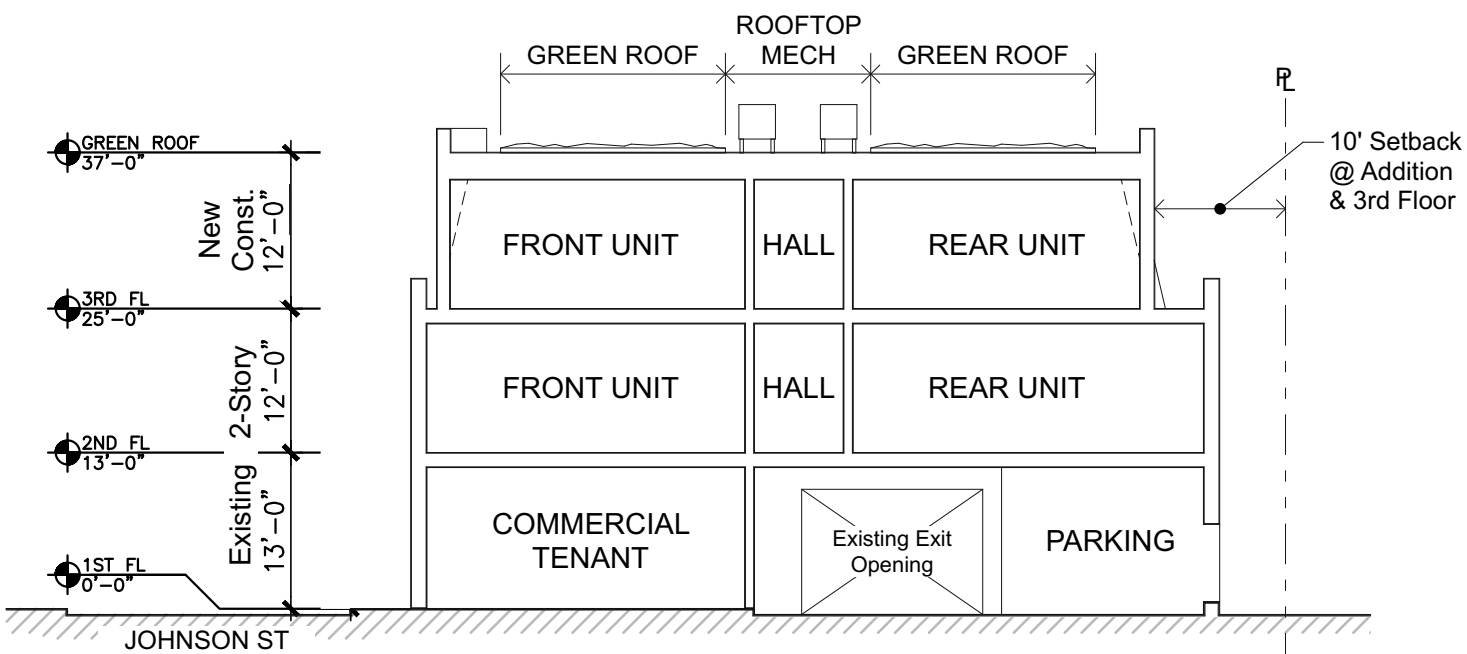 ROOFTOP
MECH
GREEN ROOF
GREEN ROOF
PL
10' Setback
@ Addition
& 3rd Floor
GREEN ROOF
37'-0"
New
Const.
12'-0"
FRONT UNIT
HALL
REAR UNIT
3RD FL
25'-0"
Existing 2-Story
12'-0"
FRONT UNIT
HALL
REAR UNIT
2ND FL
13'-0"
13'-0"
COMMERCIAL
TENANT
Existing Exit
Opening
PARKING
1ST FL
0'-0"
JOHNSON ST